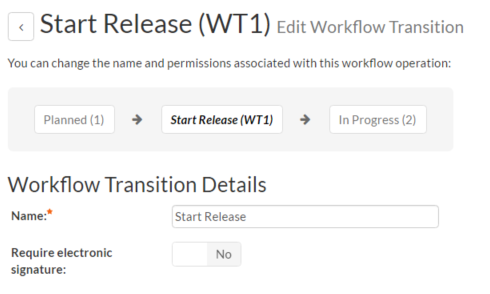 ‹ Start Release (WT1) Edit Workflow Transition
You can change the name and permissions associated with this workflow operation:
Planned (1) → Start Release (WT1) → In Progress (2)
Workflow Transition Details
Name:* Start Release
Require electronic No
signature: